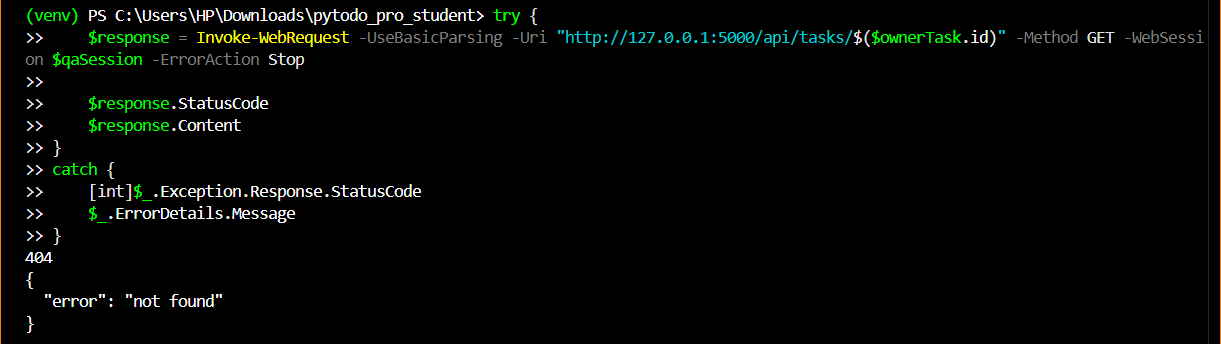 (venv) PS C:\Users\HP\Downloads\pytodo_pro_student> try {
>>     $response = Invoke-WebRequest -UseBasicParsing -Uri "http://127.0.0.1:5000/api/tasks/$($ownerTask.id)" -Method GET -WebSessi
on $qaSession -ErrorAction Stop
>>
>>     $response.StatusCode
>>     $response.Content
>> }
>> catch {
>>     [int]$_.Exception.Response.StatusCode
>>     $_.ErrorDetails.Message
>> }
404
{
  "error": "not found"
}